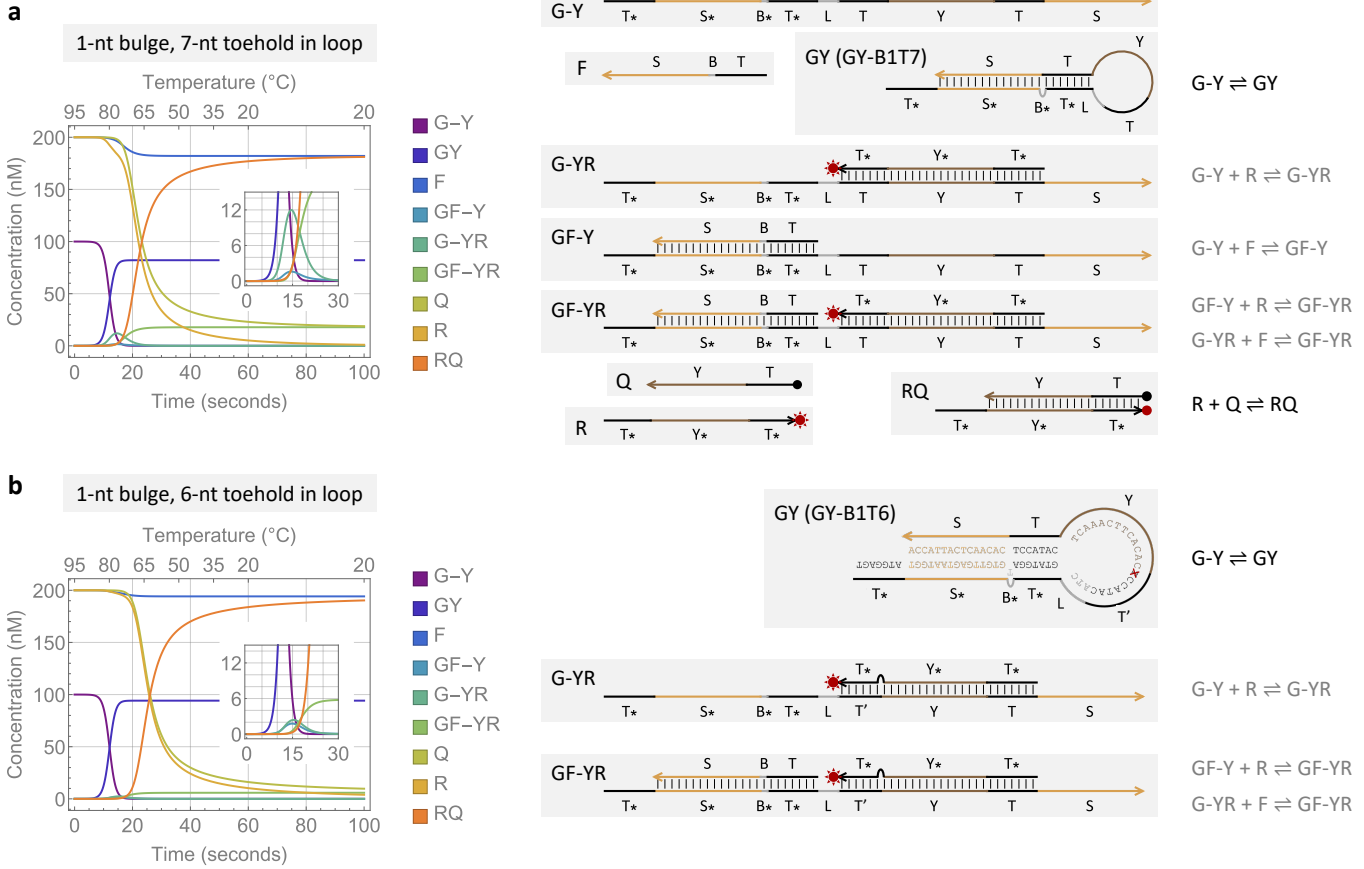 a
1-nt bulge, 7-nt toehold in loop
Temperature (°C)
95 80 65 50 35 20 20
Concentration (nM)
200
150
100
50
0
0 20 40 60 80 100
Time (seconds)
12
6
0
0 15 30
G–Y
GY
F
GF–Y
G–YR
GF–YR
Q
R
RQ
G-Y
T* S* B* T* L T Y T S
F
S B T
GY (GY-B1T7)
Y
S T
T* S* B* T* L
T
G-Y ⇌ GY
G-YR
T* Y* T*
T* S* B* T* L T Y T S
G-Y + R ⇌ G-YR
GF-Y
S B T
T* S* B* T* L T Y T S
G-Y + F ⇌ GF-Y
GF-YR
S B T T* Y* T*
T* S* B* T* L T Y T S
GF-Y + R ⇌ GF-YR
G-YR + F ⇌ GF-YR
Q
Y T
R
T* Y* T*
RQ
Y T
T* Y* T*
R + Q ⇌ RQ
b
1-nt bulge, 6-nt toehold in loop
Temperature (°C)
95 80 65 50 35 20 20
Concentration (nM)
200
150
100
50
0
0 20 40 60 80 100
Time (seconds)
12
6
0
0 15 30
G–Y
GY
F
GF–Y
G–YR
GF–YR
Q
R
RQ
GY (GY-B1T6)
Y
S T
ACCATTACTCAACAC TCCATAC
T* S* B* T* L
T'
G-Y ⇌ GY
G-YR
T* Y* T*
T* S* B* T* L T' Y T S
G-Y + R ⇌ G-YR
GF-YR
S B T T* Y* T*
T* S* B* T* L T' Y T S
GF-Y + R ⇌ GF-YR
G-YR + F ⇌ GF-YR